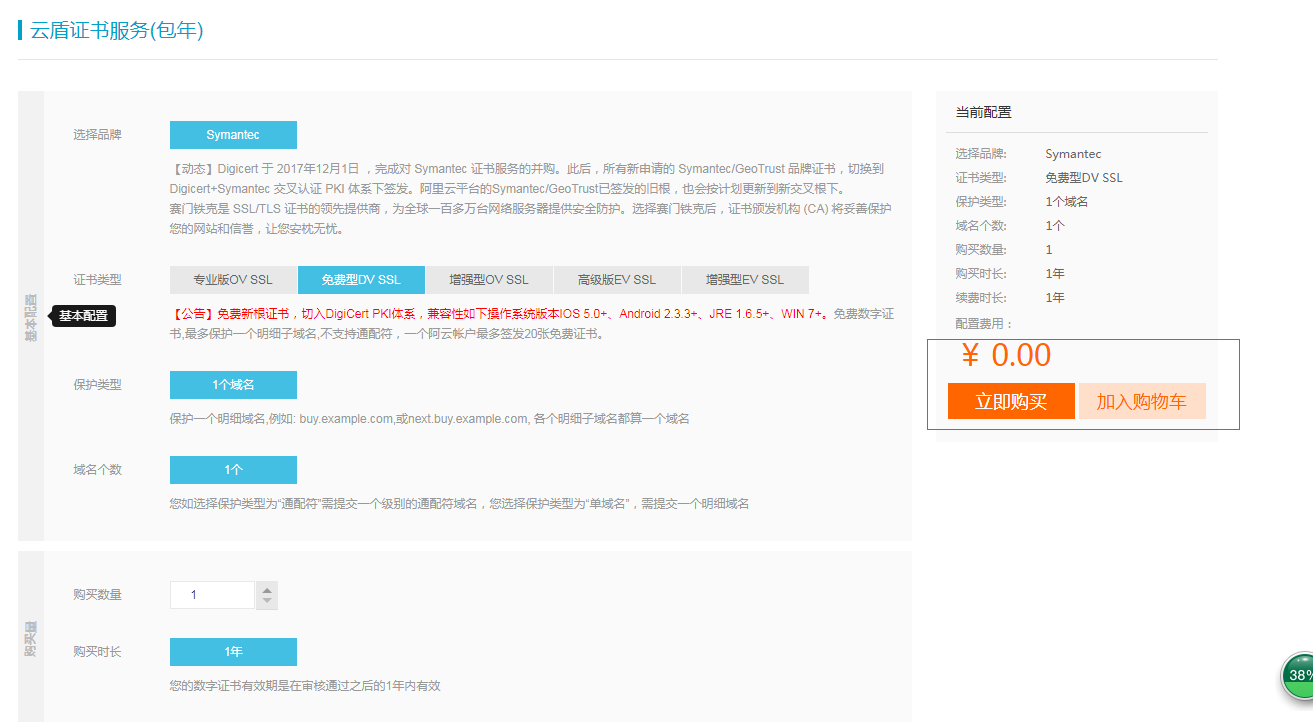 云盾证书服务(包年)
基本配置
基本配置
选择品牌
Symantec
【动态】Digicert 于 2017年12月1日 ，完成对 Symantec 证书服务的并购。此后，所有新申请的 Symantec/GeoTrust 品牌证书，切换到
Digicert+Symantec 交叉认证 PKI 体系下签发。阿里云平台的Symantec/GeoTrust已签发的旧根，也会按计划更新到新交叉根下。
赛门铁克是 SSL/TLS 证书的领先提供商，为全球一百多万台网络服务器提供安全防护。选择赛门铁克后，证书颁发机构 (CA) 将妥善保护
您的网站和信誉，让您安枕无忧。
证书类型
专业版OV SSL
免费型DV SSL
增强型OV SSL
高级版EV SSL
增强型EV SSL
【公告】免费新根证书，切入DigiCert PKI体系，兼容性如下操作系统版本IOS 5.0+、Android 2.3.3+、JRE 1.6.5+、WIN 7+。免费数字证
书,最多保护一个明细子域名,不支持通配符，一个阿云帐户最多签发20张免费证书。
保护类型
1个域名
保护一个明细域名,例如: buy.example.com,或next.buy.example.com, 各个明细子域名都算一个域名
域名个数
1个
您如选择保护类型为“通配符”需提交一个级别的通配符域名，您选择保护类型为“单域名”，需提交一个明细域名
购买量
购买数量
1
购买时长
1年
您的数字证书有效期是在审核通过之后的1年内有效
当前配置
选择品牌: Symantec
证书类型: 免费型DV SSL
保护类型: 1个域名
域名个数: 1个
购买数量: 1
购买时长: 1年
续费时长: 1年
配置费用：
¥ 0.00
立即购买
加入购物车
38%